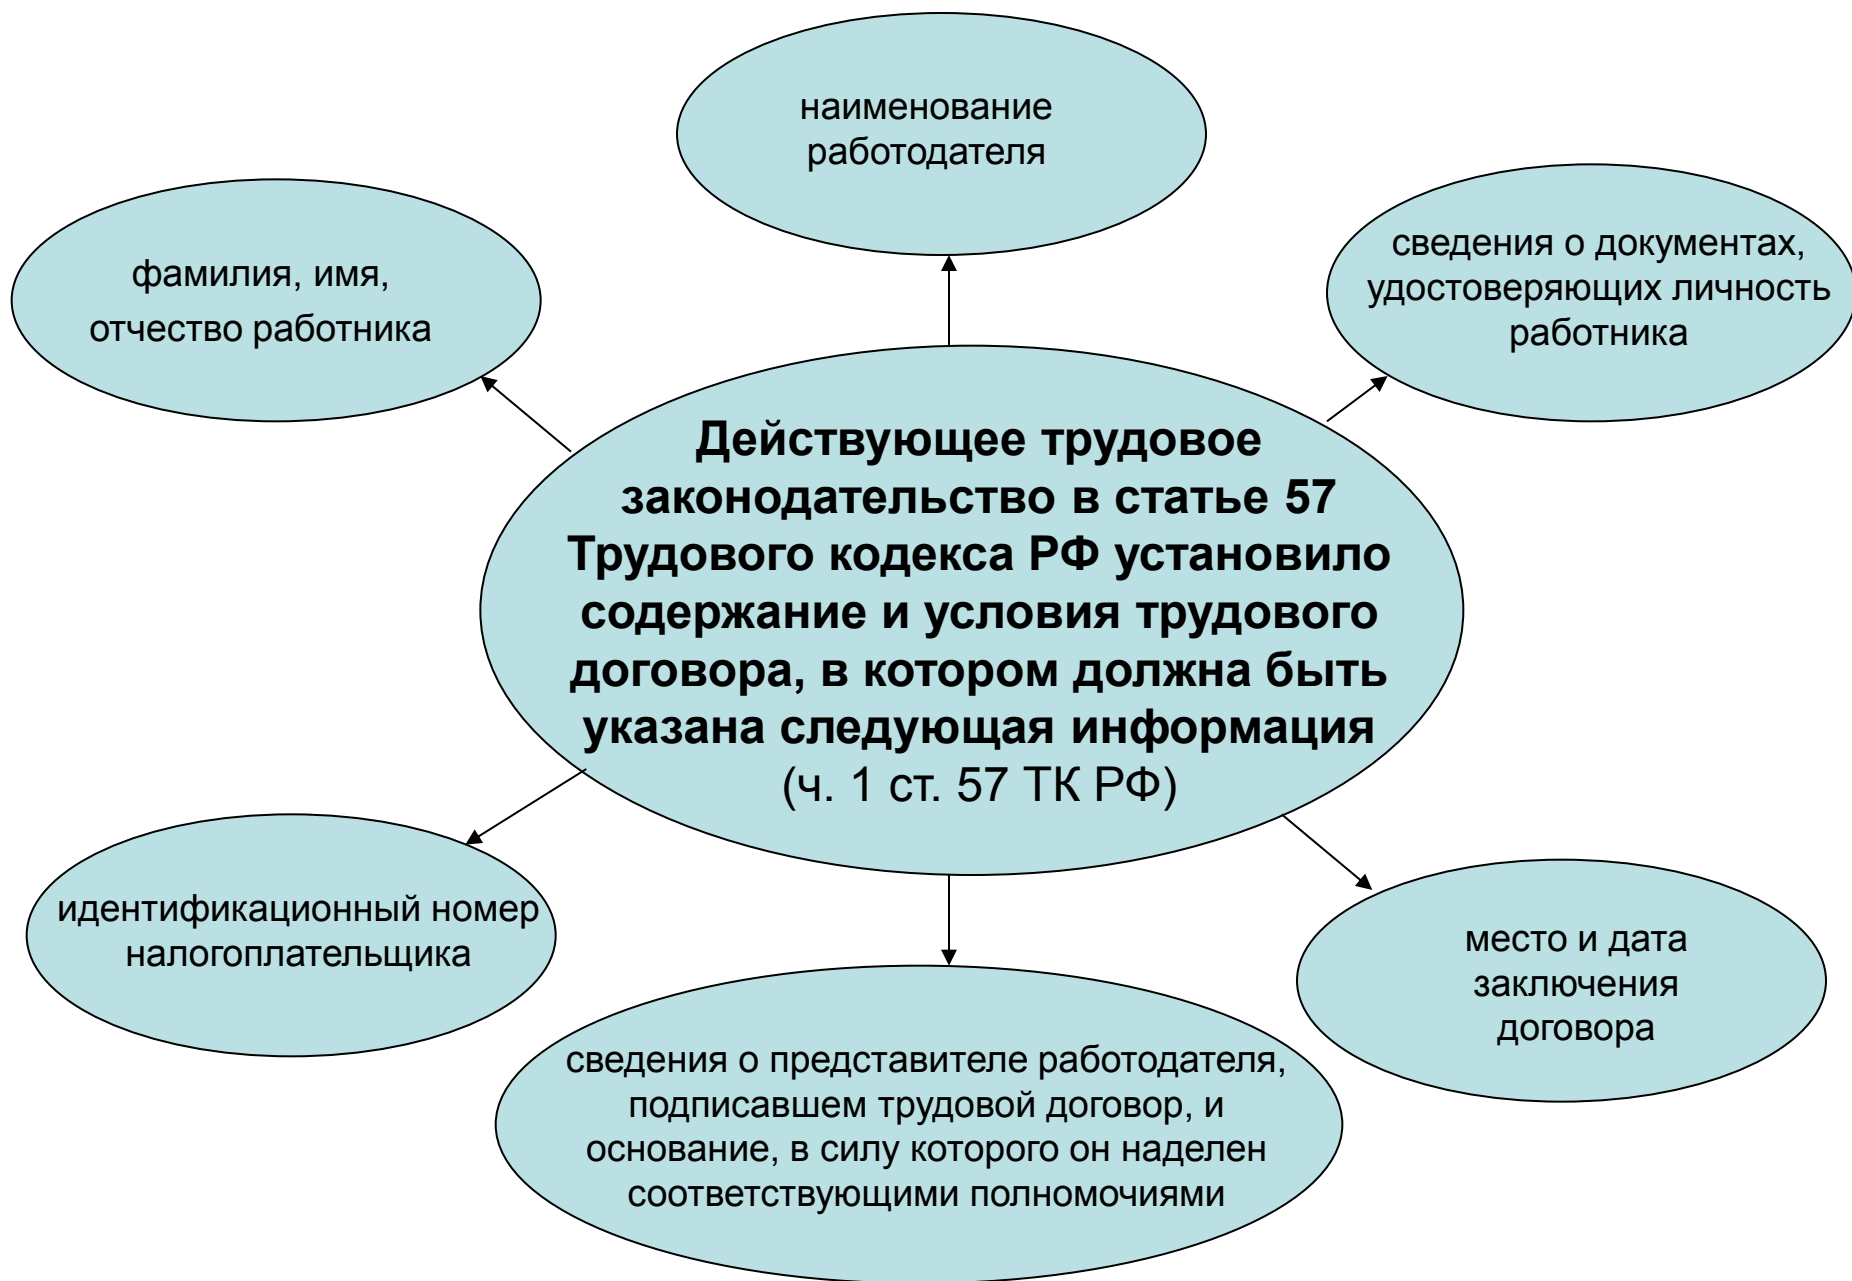 наименование
работодателя
фамилия, имя,
отчество работника
сведения о документах,
удостоверяющих личность
работника
Действующее трудовое
законодательство в статье 57
Трудового кодекса РФ установило
содержание и условия трудового
договора, в котором должна быть
указана следующая информация
(ч. 1 ст. 57 ТК РФ)
идентификационный номер
налогоплательщика
место и дата
заключения
договора
сведения о представителе работодателя,
подписавшем трудовой договор, и
основание, в силу которого он наделен
соответствующими полномочиями